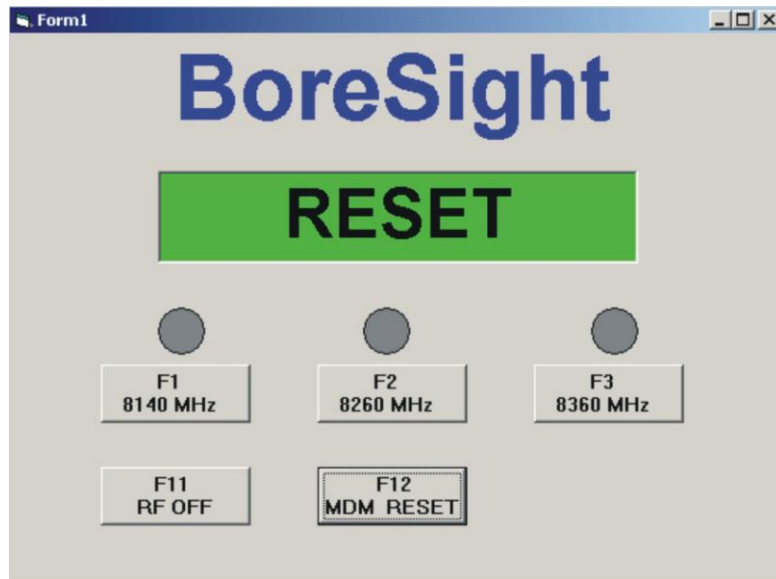 Form1
BoreSight
RESET
F1
8140 MHz
F2
8260 MHz
F3
8360 MHz
F11
RF OFF
F12
MDM RESET